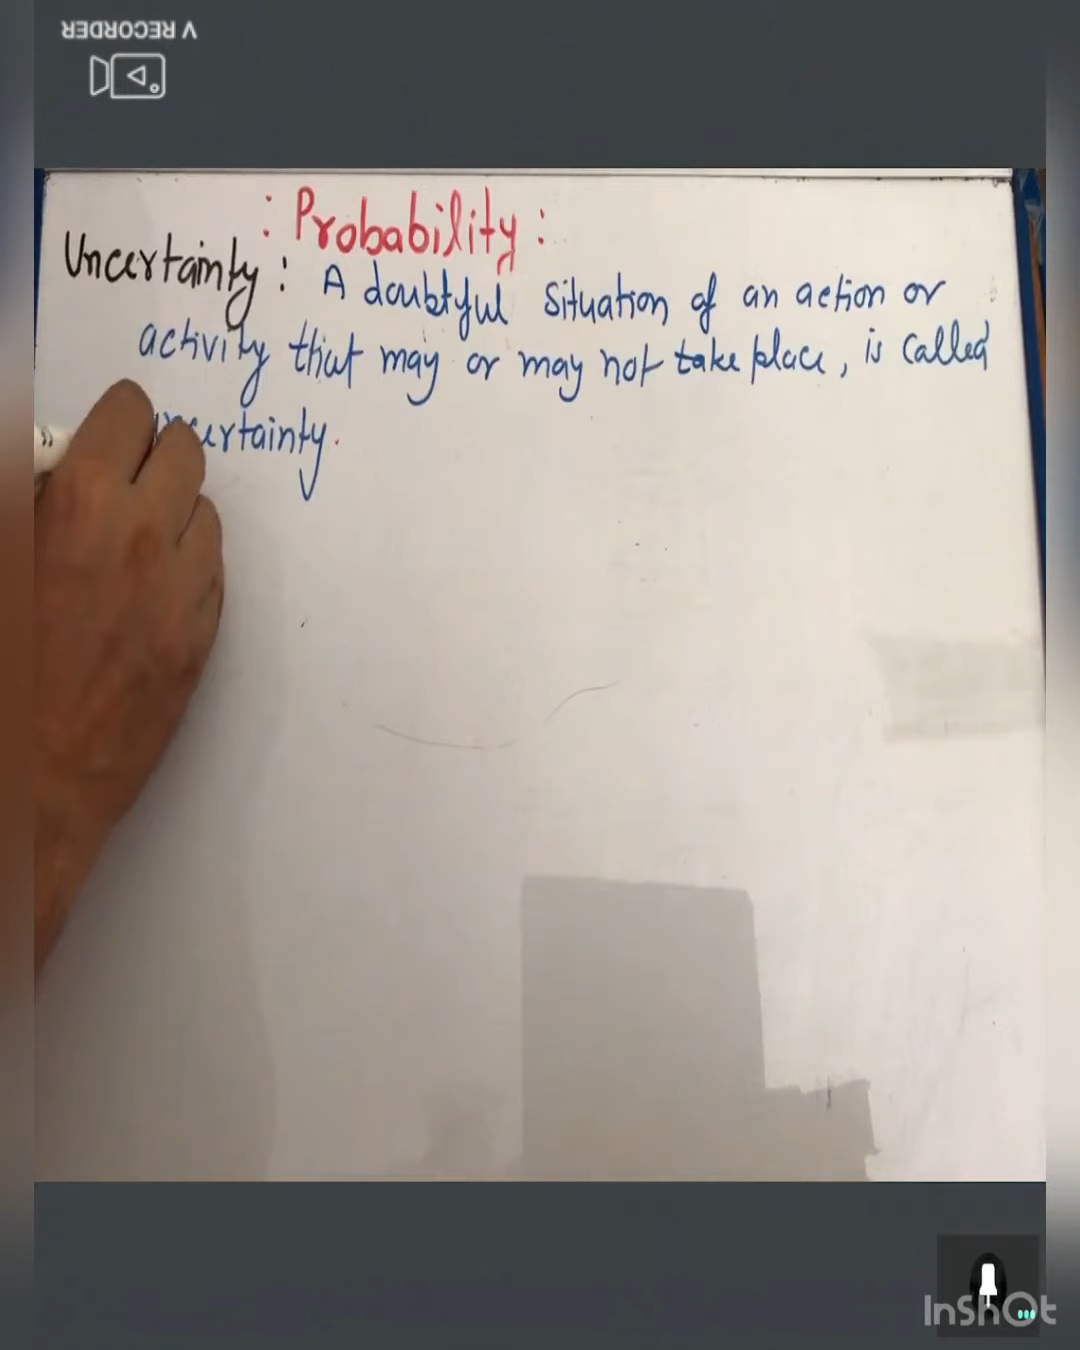 V RECORDER
: Probability :
Uncertainty : A doubtful situation of an action or
activity that may or may not take place, is called
uncertainty.
InShOt